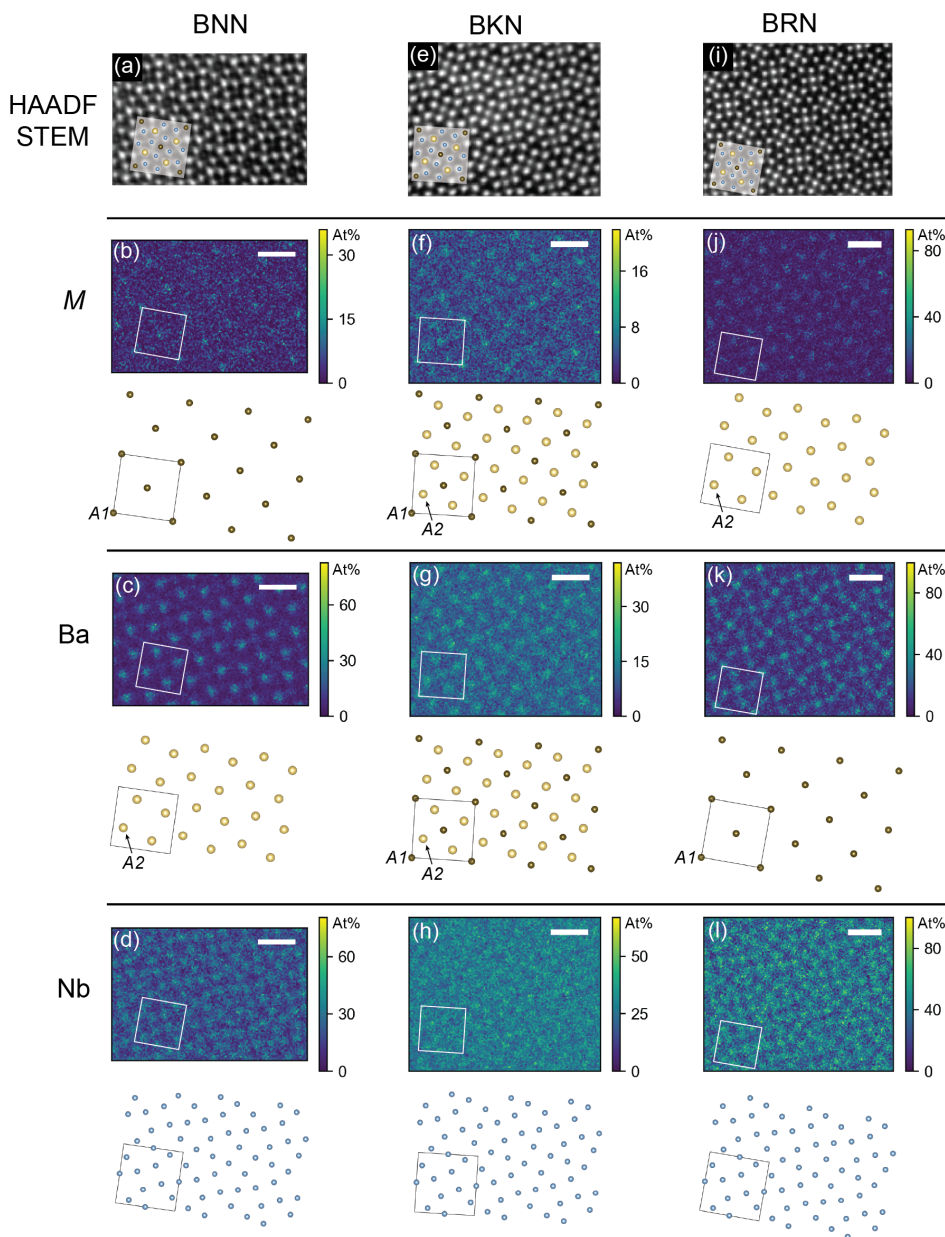 BNN
BKN
BRN
HAADF
STEM
(a)
(e)
(i)
M
(b)
At%
30
15
0
(f)
At%
16
8
0
(j)
At%
80
40
0
A1
A1
A2
A2
Ba
(c)
At%
60
30
0
(g)
At%
30
15
0
(k)
At%
80
40
0
A2
A1
A2
A1
Nb
(d)
At%
60
30
0
(h)
At%
50
25
0
(l)
At%
80
40
0